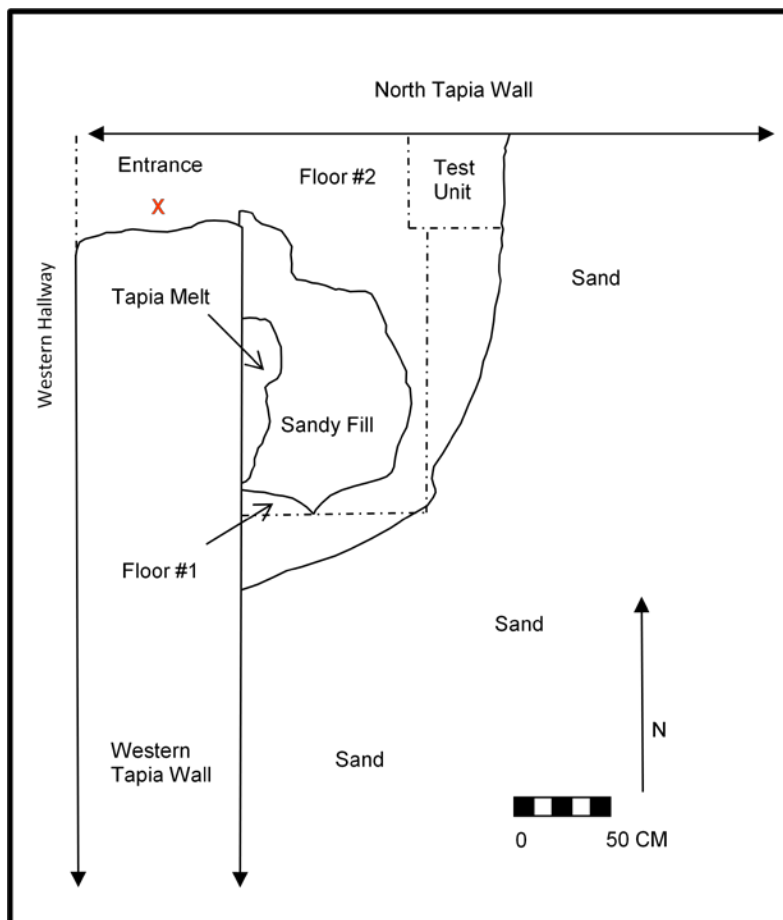 North Tapia Wall
Entrance
Floor #2
Test
Unit
X
Sand
Western Hallway
Tapia Melt
Sandy Fill
Floor #1
Sand
Western
Tapia Wall
Sand
N
0 50 CM